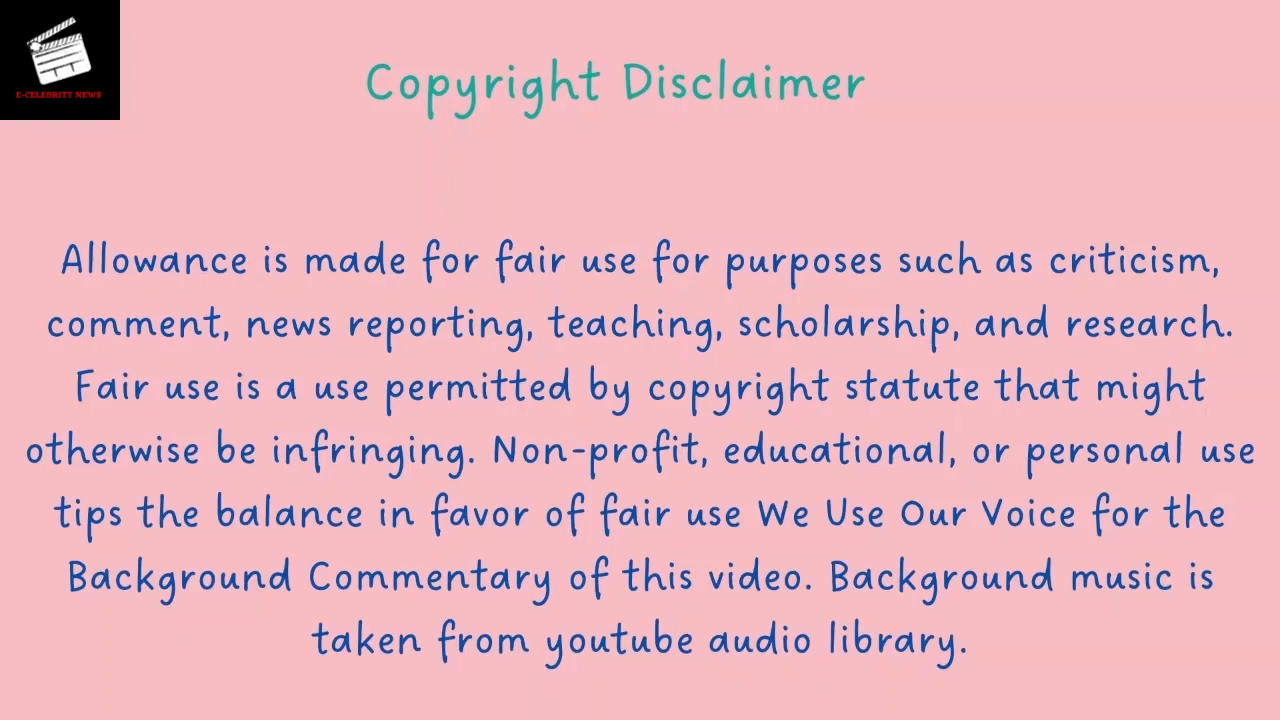 E-CELEBRITY NEWS
Copyright Disclaimer
Allowance is made for fair use for purposes such as criticism,
comment, news reporting, teaching, scholarship, and research.
Fair use is a use permitted by copyright statute that might
otherwise be infringing. Non-profit, educational, or personal use
tips the balance in favor of fair use We Use Our Voice for the
Background Commentary of this video. Background music is
taken from youtube audio library.